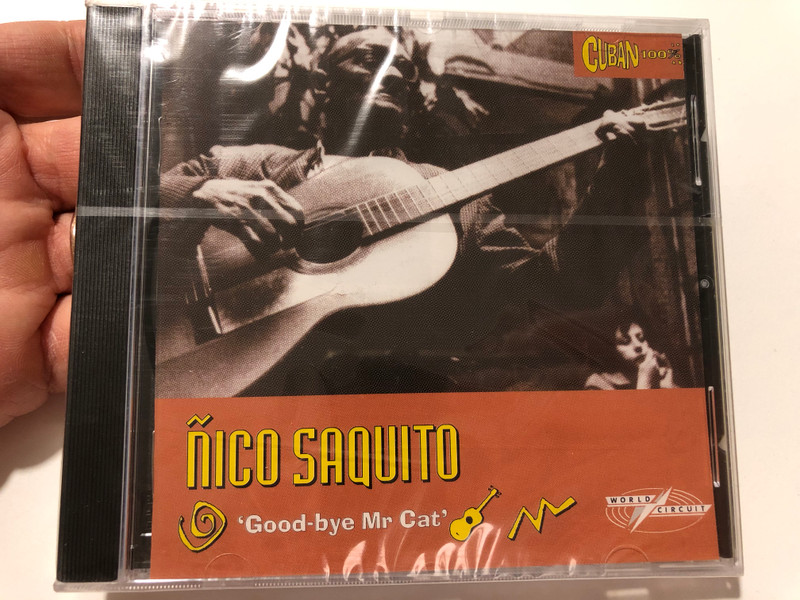 CUBAN 100%
ÑICO SAQUITO
'Good-bye Mr Cat'
WORLD CIRCUIT